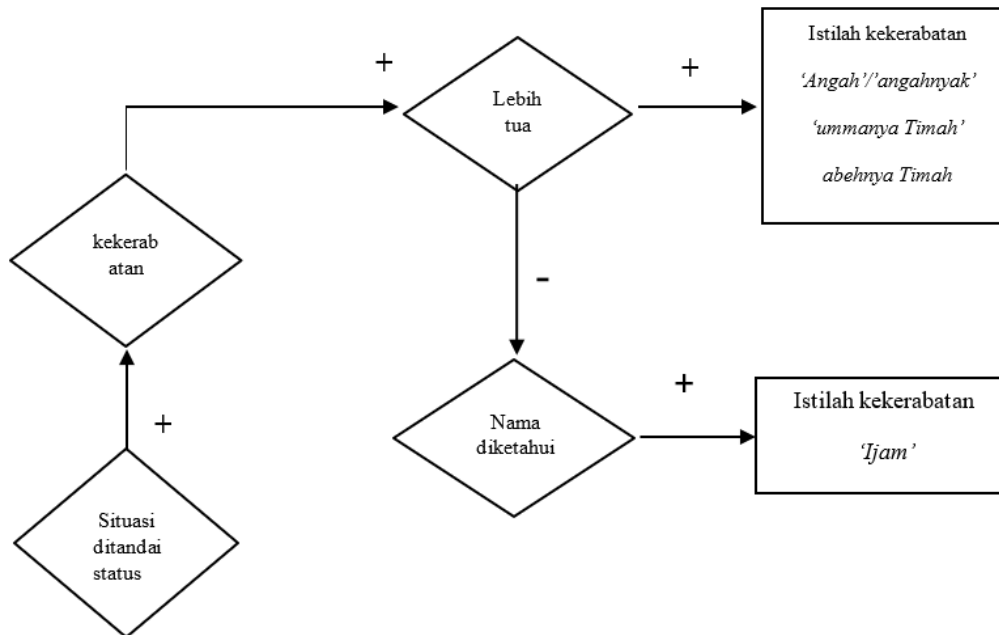 +
+
Lebih
tua
Istilah kekerabatan
‘Angah’/’angahnyak’
‘ummanya Timah’
abehnya Timah
kekerab
atan
-
+
Nama
diketahui
+
Istilah kekerabatan
‘Ijam’
Situasi
ditandai
status